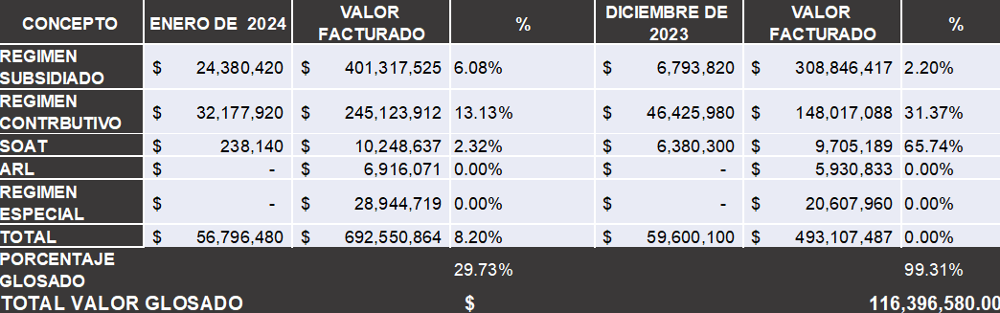 CONCEPTO ENERO DE 2024 VALOR FACTURADO % DICIEMBRE DE 2023 VALOR FACTURADO %
REGIMEN SUBSIDIADO $ 24,380,420 $ 401,317,525 6.08% $ 6,793,820 $ 308,846,417 2.20%
REGIMEN CONTRBUTIVO $ 32,177,920 $ 245,123,912 13.13% $ 46,425,980 $ 148,017,088 31.37%
SOAT $ 238,140 $ 10,248,637 2.32% $ 6,380,300 $ 9,705,189 65.74%
ARL $ - $ 6,916,071 0.00% $ - $ 5,930,833 0.00%
REGIMEN ESPECIAL $ - $ 28,944,719 0.00% $ - $ 20,607,960 0.00%
TOTAL $ 56,796,480 $ 692,550,864 8.20% $ 59,600,100 $ 493,107,487 0.00%
PORCENTAJE GLOSADO 29.73% 99.31%
TOTAL VALOR GLOSADO $ 116,396,580.00